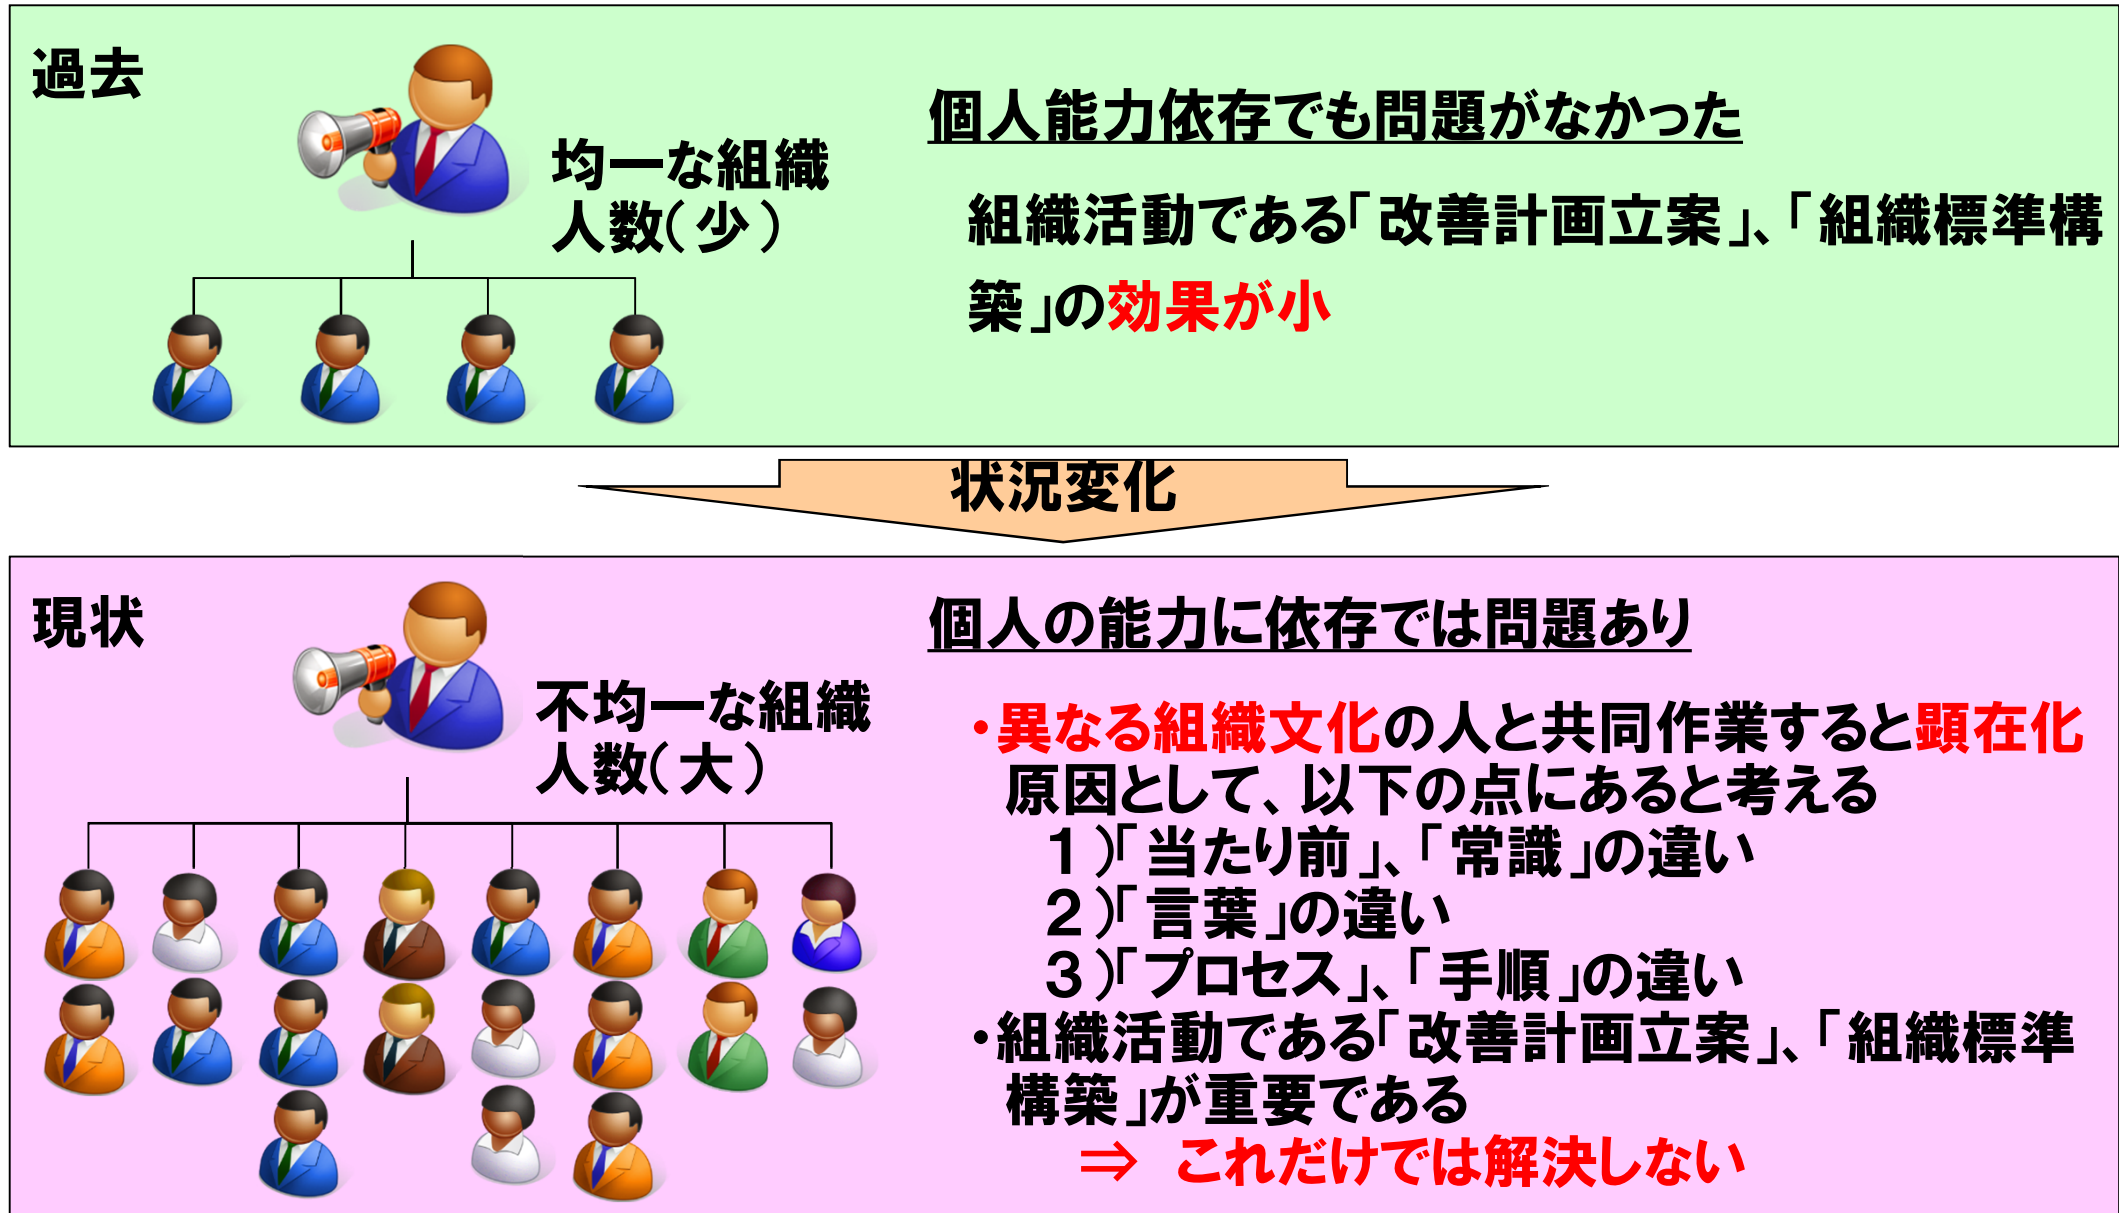 過去
均一な組織
人数(少)
個人能力依存でも問題がなかった
組織活動である「改善計画立案」、「組織標準構
築」の効果が小
状況変化
現状
不均一な組織
人数(大)
個人の能力に依存では問題あり
・異なる組織文化の人と共同作業すると顕在化
原因として、以下の点にあると考える
1)「当たり前」、「常識」の違い
2)「言葉」の違い
3)「プロセス」、「手順」の違い
・組織活動である「改善計画立案」、「組織標準
構築」が重要である
⇒ これだけでは解決しない